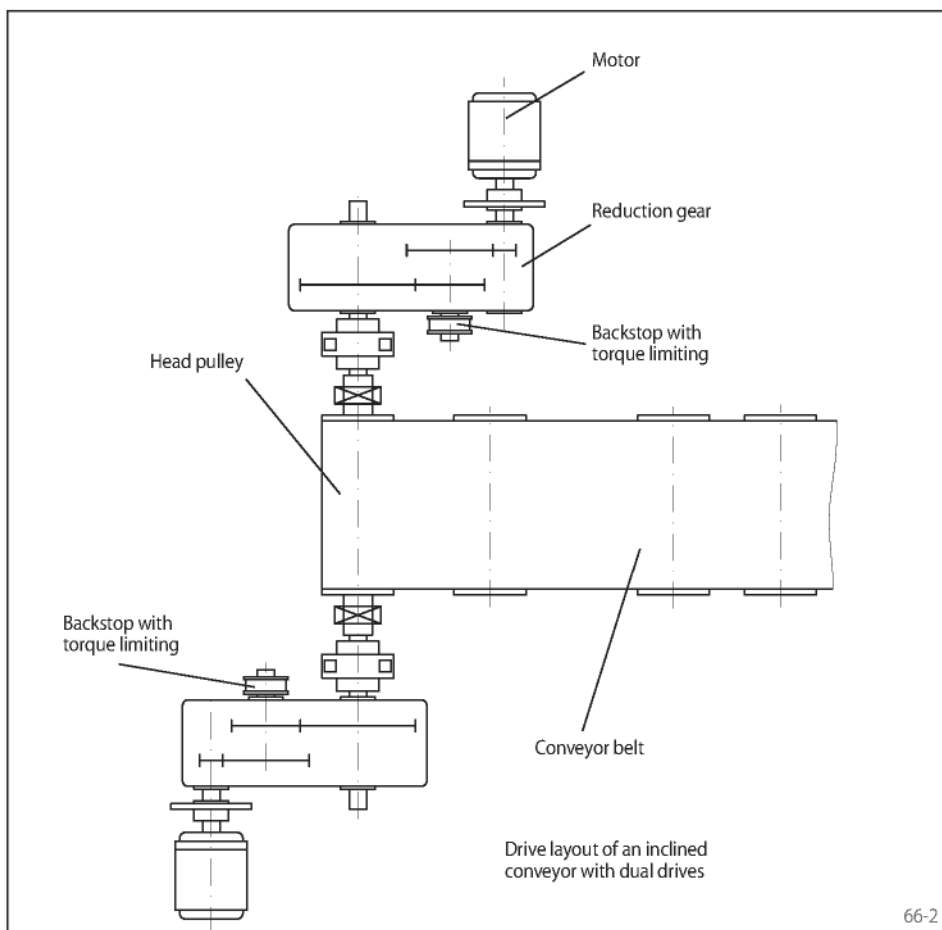 Motor
Reduction gear
Backstop with
torque limiting
Head pulley
Backstop with
torque limiting
Conveyor belt
Drive layout of an inclined
conveyor with dual drives
66-2